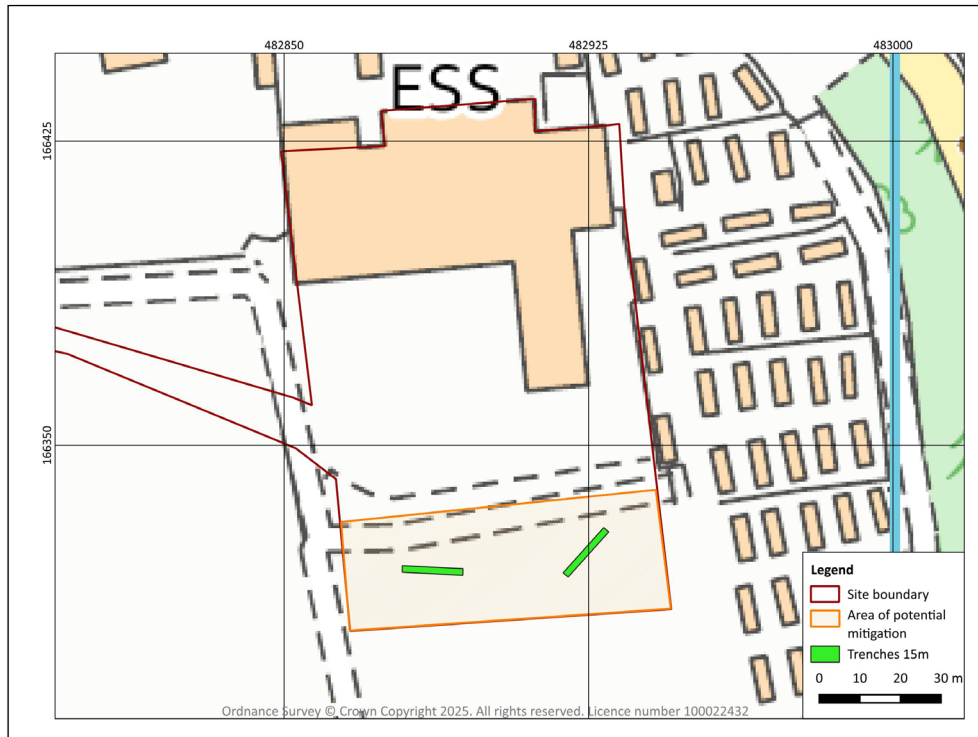 482850
482925
483000
ESS
166425
166350
Legend
Site boundary
Area of potential
mitigation
Trenches 15m
0 10 20 30 m
Ordnance Survey © Crown Copyright 2025. All rights reserved. Licence number 100022432